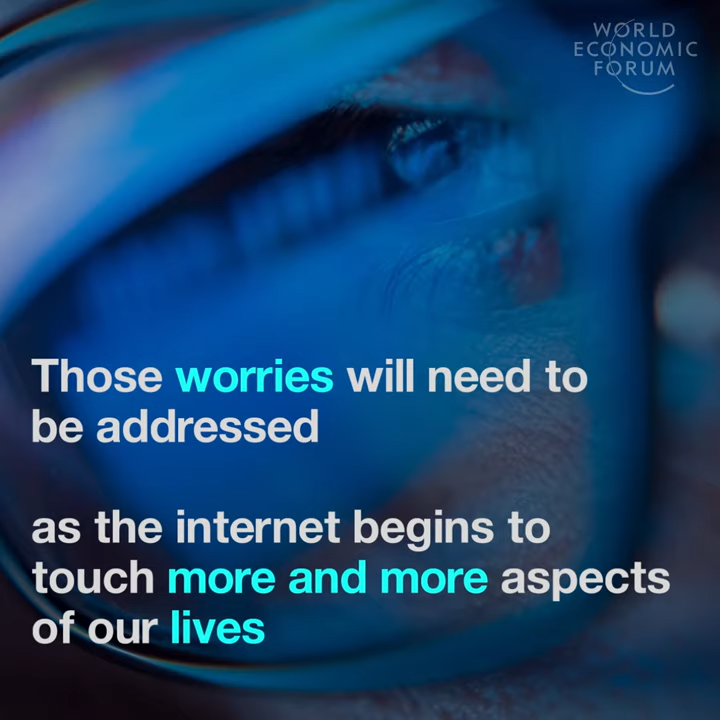 WORLD
ECONOMIC
FORUM
Those worries will need to
be addressed
as the internet begins to
touch more and more aspects
of our lives